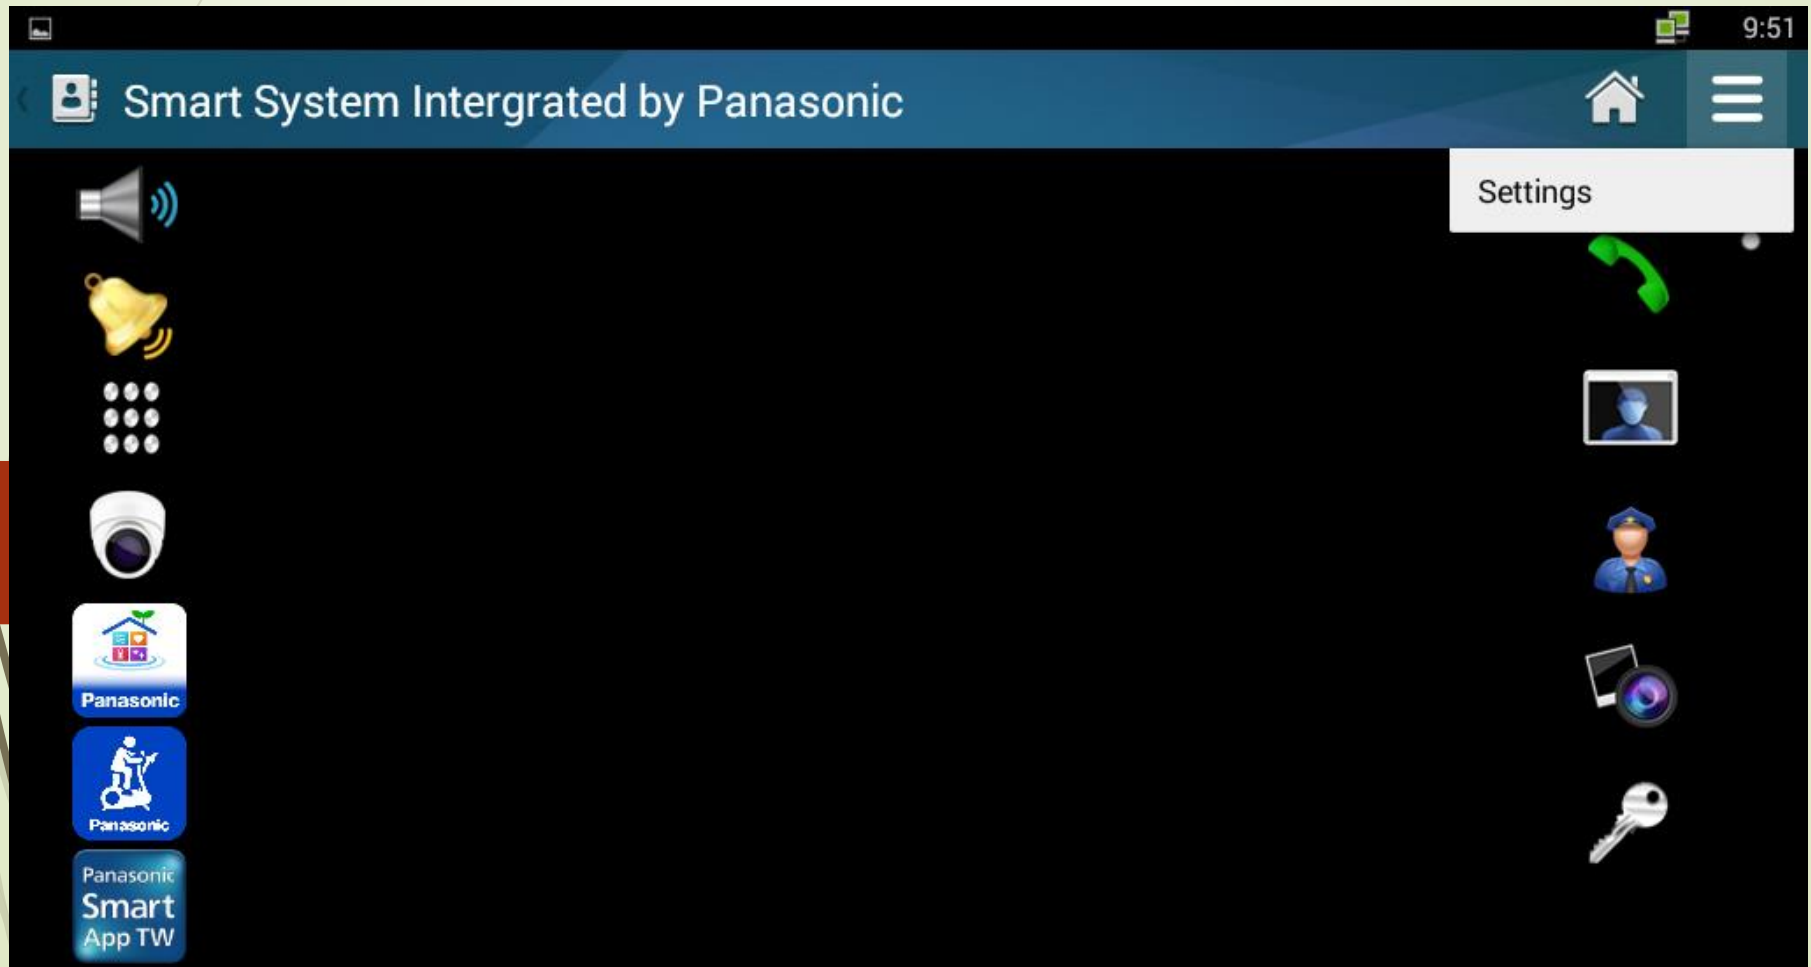 9:51
Smart System Intergrated by Panasonic
Settings
Panasonic
Panasonic
Panasonic
Smart
App TW